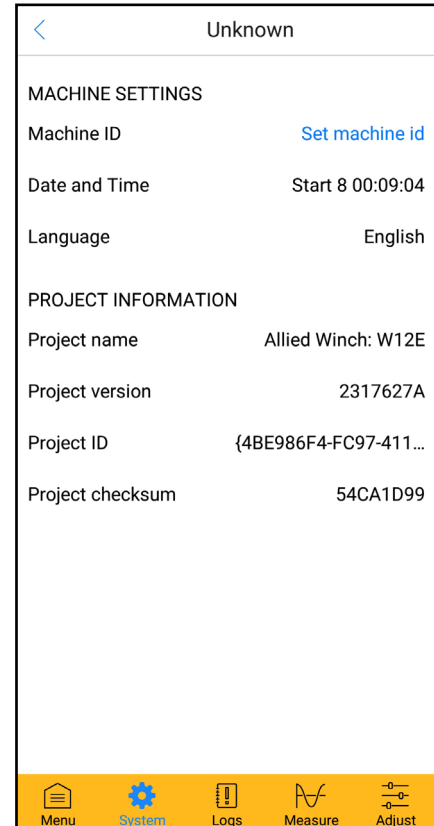 Unknown
MACHINE SETTINGS
Machine ID Set machine id
Date and Time Start 8 00:09:04
Language English
PROJECT INFORMATION
Project name Allied Winch: W12E
Project version 2317627A
Project ID {4BE986F4-FC97-411...
Project checksum 54CA1D99
Menu System Logs Measure Adjust